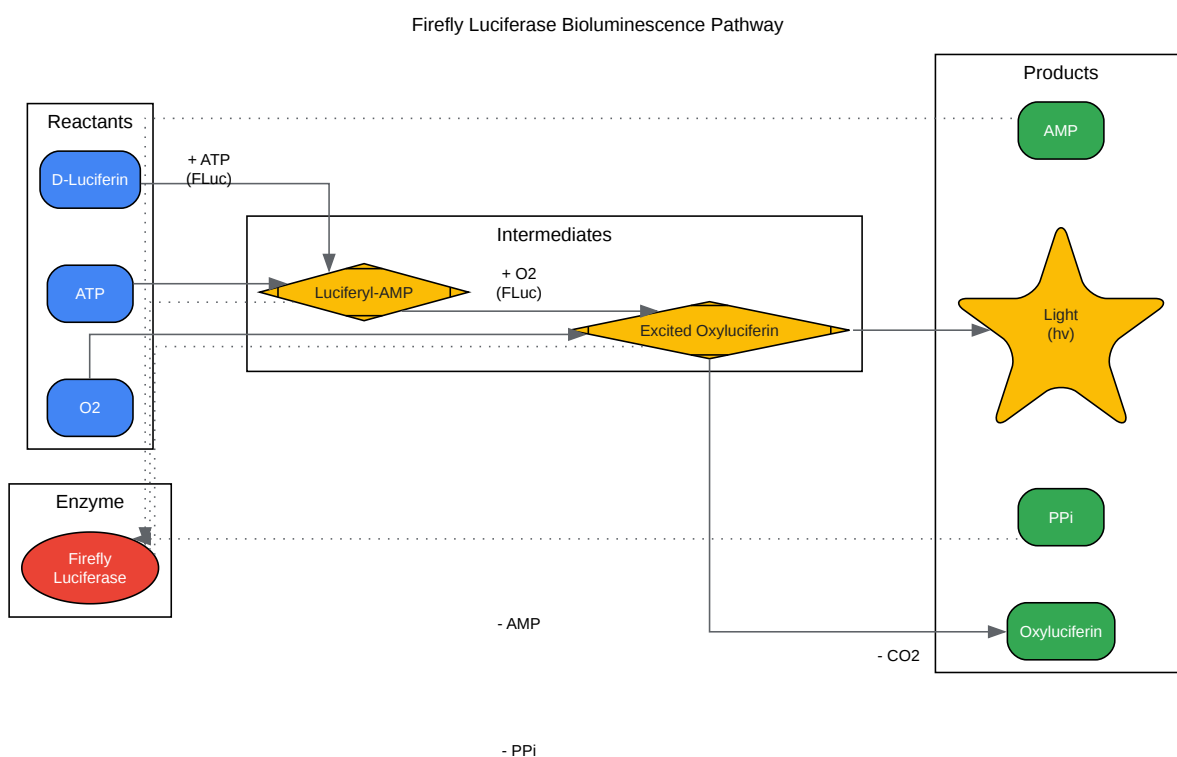 Firefly Luciferase Bioluminescence Pathway
Reactants
D-Luciferin
ATP
O2
+ ATP
(FLuc)
Enzyme
Firefly
Luciferase
Intermediates
Luciferyl-AMP
+ O2
(FLuc)
Excited Oxyluciferin
Products
AMP
Light
(hv)
PPi
Oxyluciferin
- AMP
- CO2
- PPi